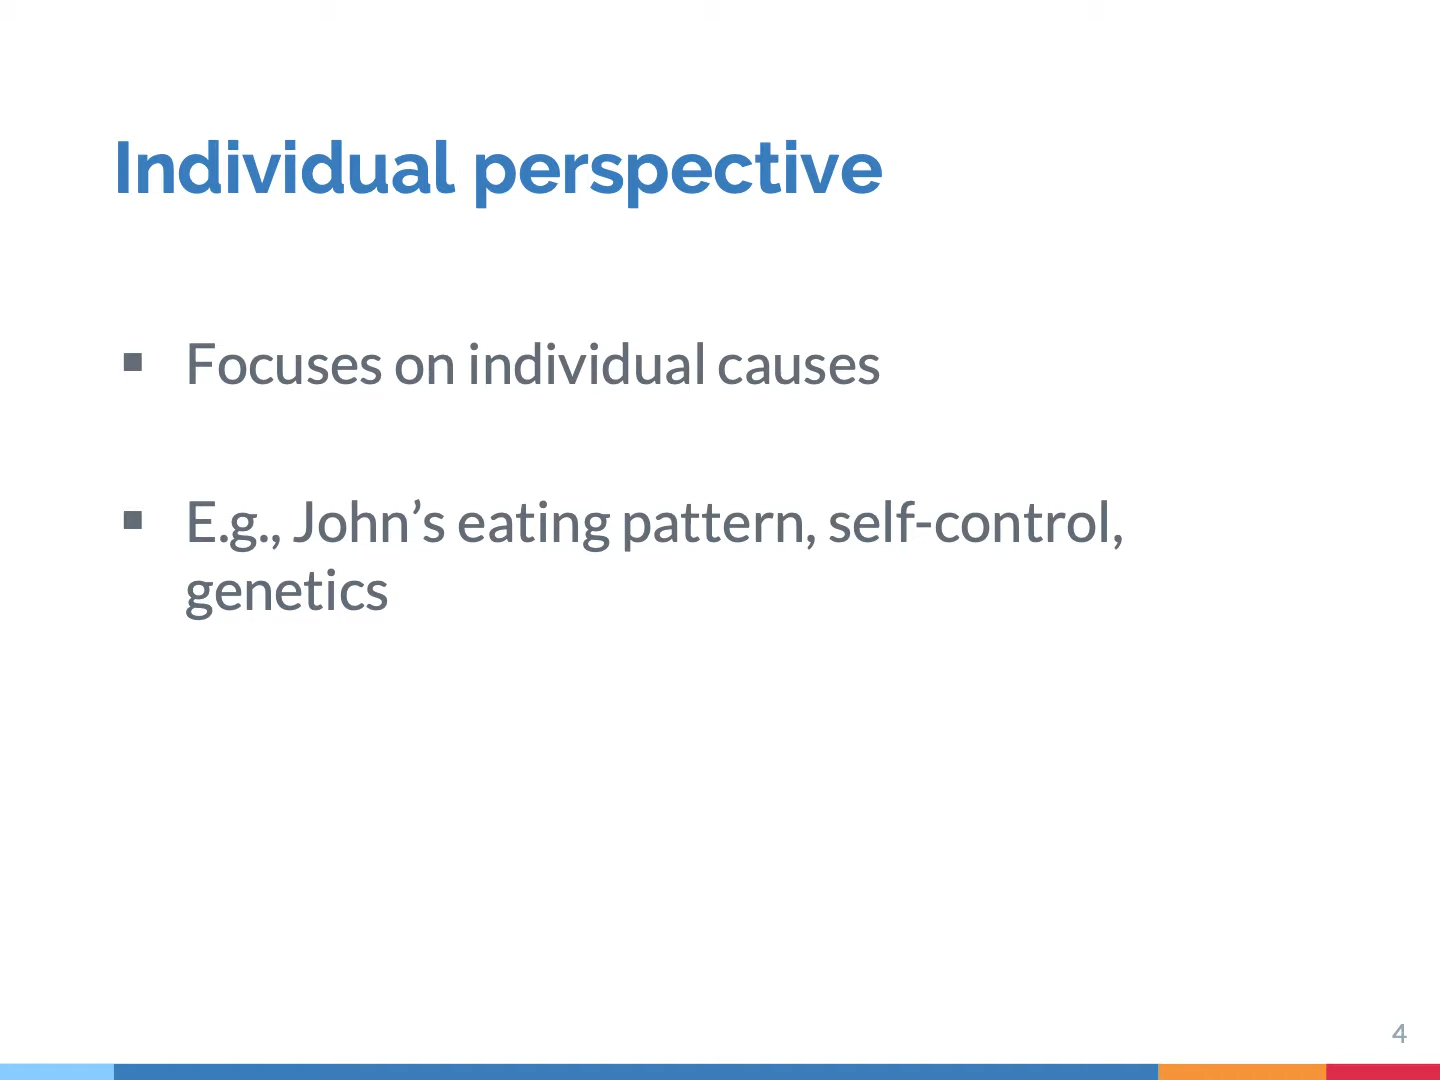 Individual perspective
▪ Focuses on individual causes
▪ E.g., John’s eating pattern, self-control,
genetics
4